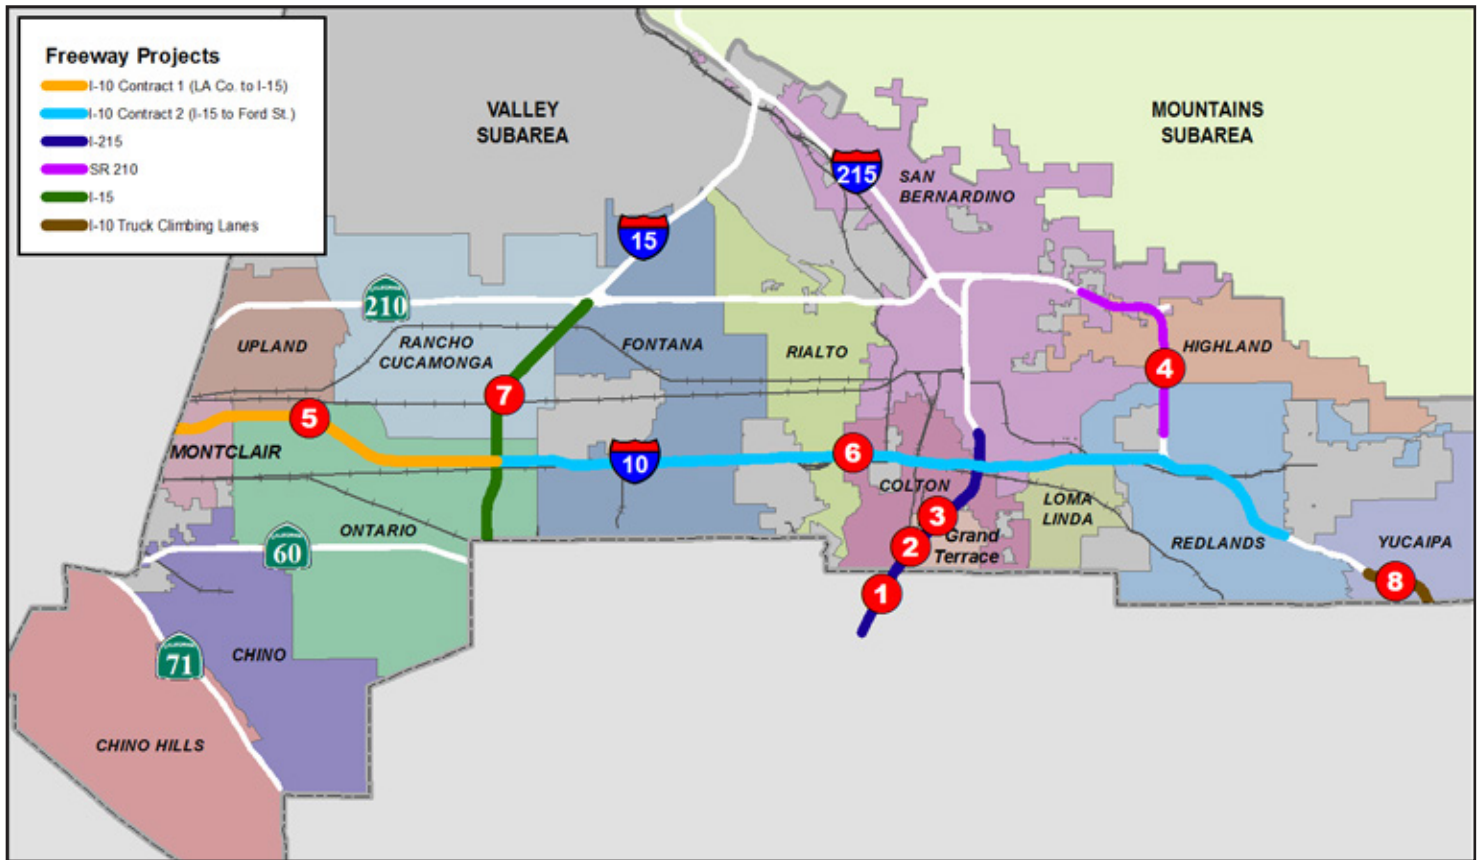 Freeway Projects
I-10 Contract 1 (LA Co. to I-15)
I-10 Contract 2 (I-15 to Ford St.)
I-215
SR 210
I-15
I-10 Truck Climbing Lanes
VALLEY
SUBAREA
MOUNTAINS
SUBAREA
215
SAN
BERNARDINO
15
CALIFORNIA
210
UPLAND
RANCHO
CUCAMONGA
FONTANA
RIALTO
HIGHLAND
4
7
5
MONTCLAIR
10
6
COLTON
LOMA
LINDA
3
Grand
Terrace
2
1
ONTARIO
CALIFORNIA
60
REDLANDS
YUCAIPA
8
CALIFORNIA
71
CHINO
CHINO HILLS